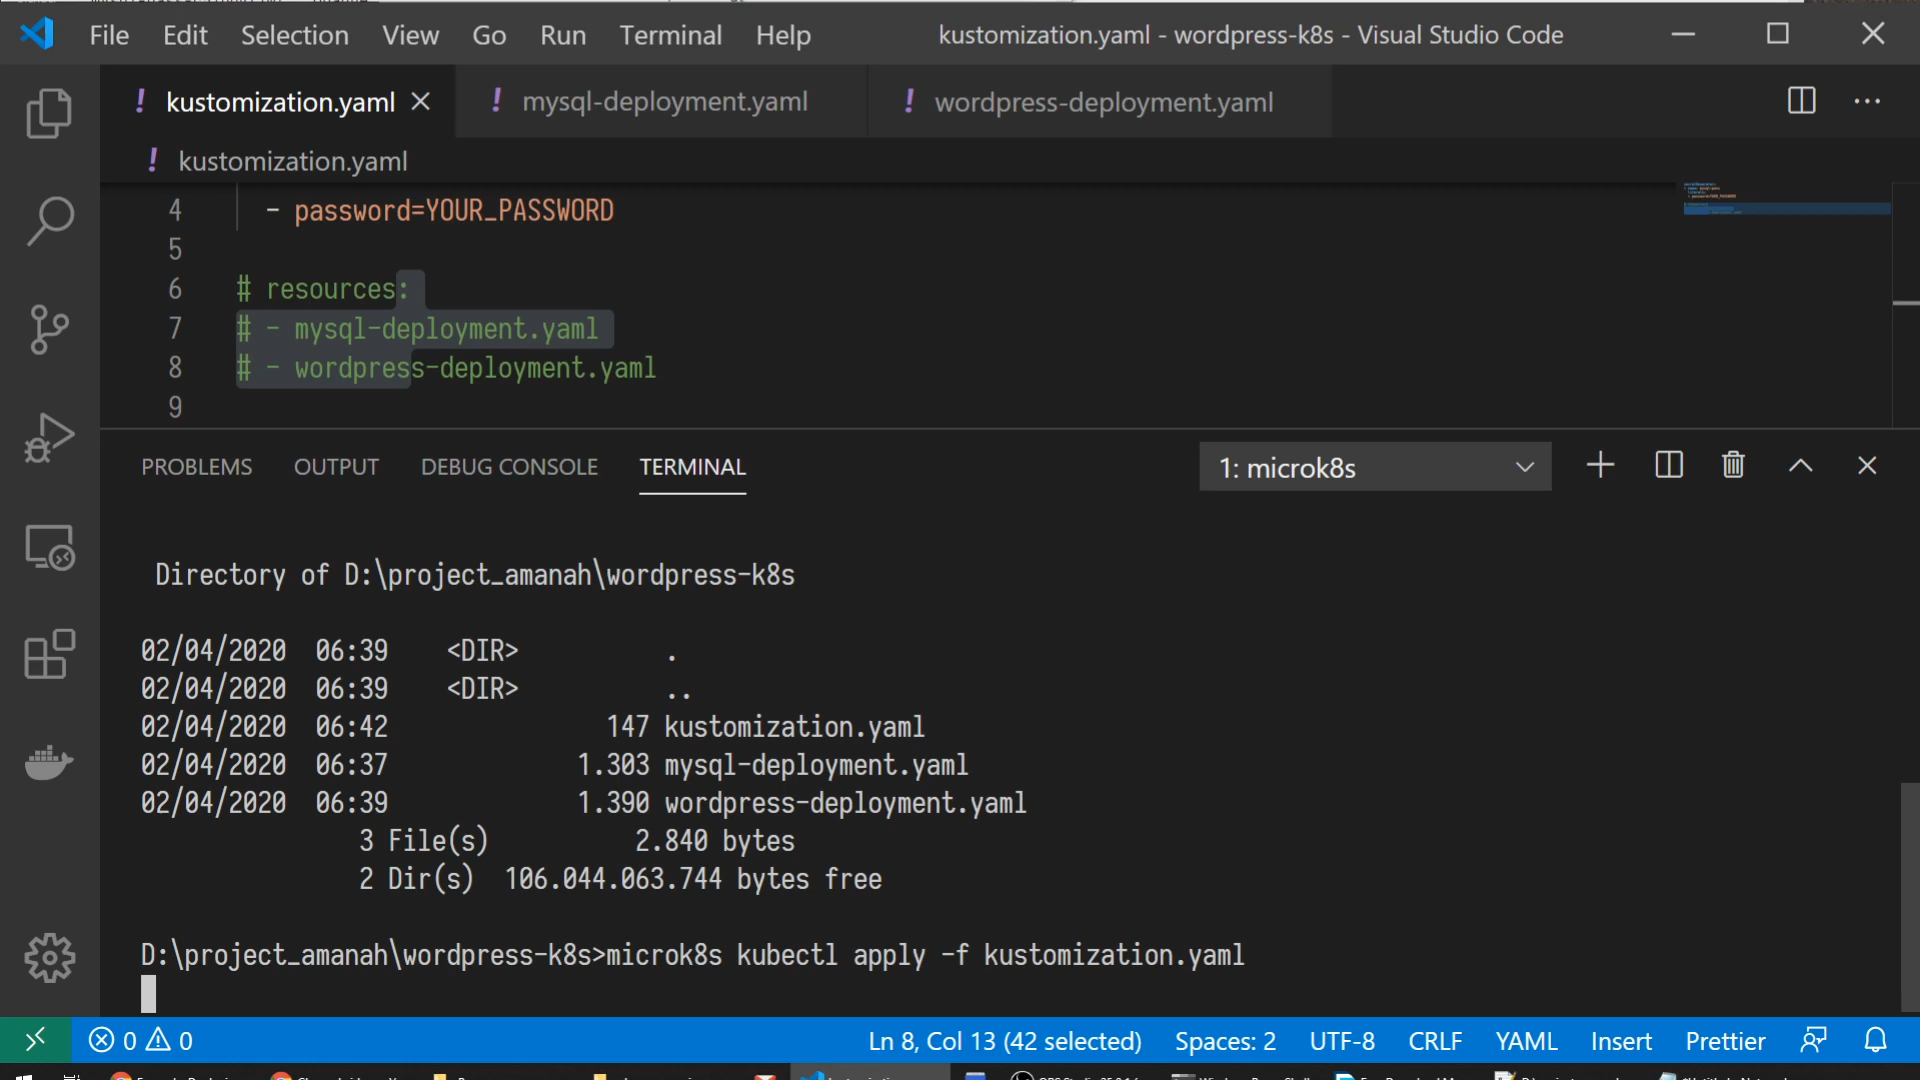 File Edit Selection View Go Run Terminal Help kustomization.yaml - wordpress-k8s - Visual Studio Code
! kustomization.yaml ! mysql-deployment.yaml ! wordpress-deployment.yaml ...
! kustomization.yaml
4 - password=YOUR_PASSWORD
5
6 # resources:
7 # - mysql-deployment.yaml
8 # - wordpress-deployment.yaml
9
PROBLEMS OUTPUT DEBUG CONSOLE TERMINAL 1: microk8s
Directory of D:\project_amanah\wordpress-k8s
02/04/2020 06:39 <DIR> .
02/04/2020 06:39 <DIR> ..
02/04/2020 06:42 147 kustomization.yaml
02/04/2020 06:37 1.303 mysql-deployment.yaml
02/04/2020 06:39 1.390 wordpress-deployment.yaml
3 File(s) 2.840 bytes
2 Dir(s) 106.044.063.744 bytes free
D:\project_amanah\wordpress-k8s>microk8s kubectl apply -f kustomization.yaml
0 0 Ln 8, Col 13 (42 selected) Spaces: 2 UTF-8 CRLF YAML Insert Prettier